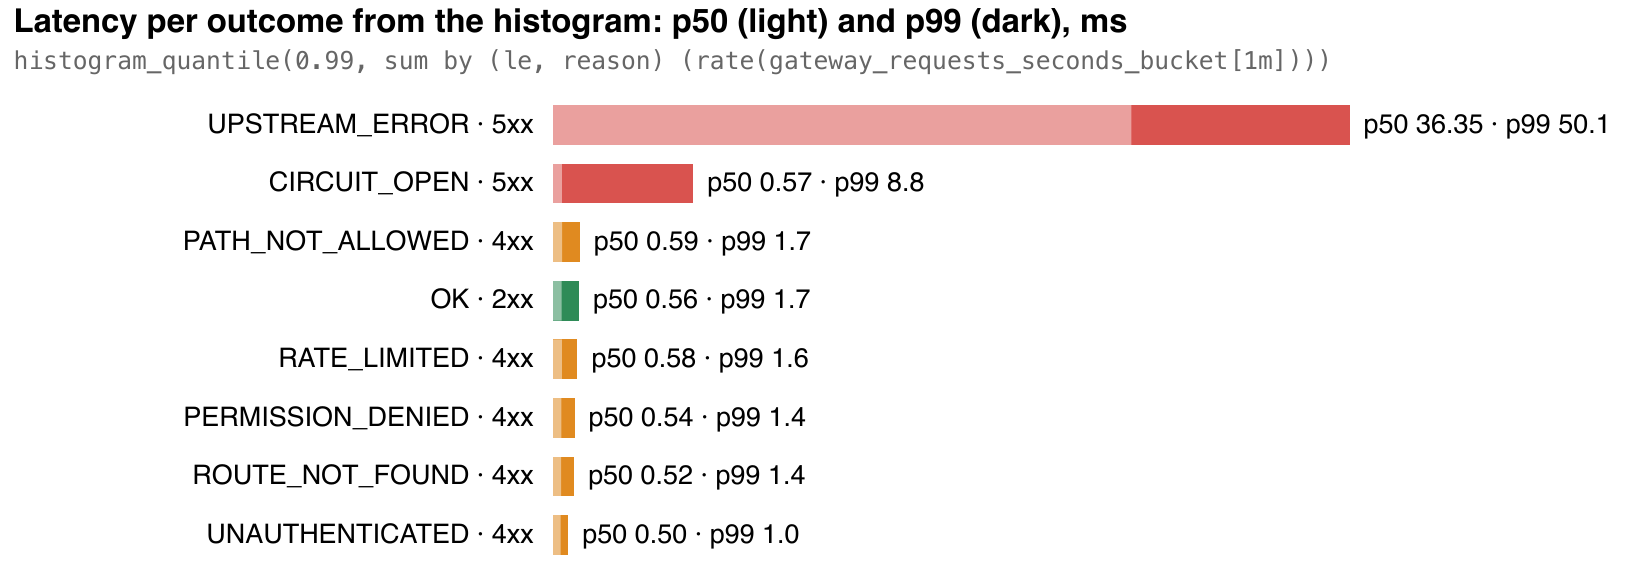 Latency per outcome from the histogram: p50 (light) and p99 (dark), ms
histogram_quantile(0.99, sum by (le, reason) (rate(gateway_requests_seconds_bucket[1m])))
UPSTREAM_ERROR · 5xx p50 36.35 · p99 50.1
CIRCUIT_OPEN · 5xx p50 0.57 · p99 8.8
PATH_NOT_ALLOWED · 4xx p50 0.59 · p99 1.7
OK · 2xx p50 0.56 · p99 1.7
RATE_LIMITED · 4xx p50 0.58 · p99 1.6
PERMISSION_DENIED · 4xx p50 0.54 · p99 1.4
ROUTE_NOT_FOUND · 4xx p50 0.52 · p99 1.4
UNAUTHENTICATED · 4xx p50 0.50 · p99 1.0